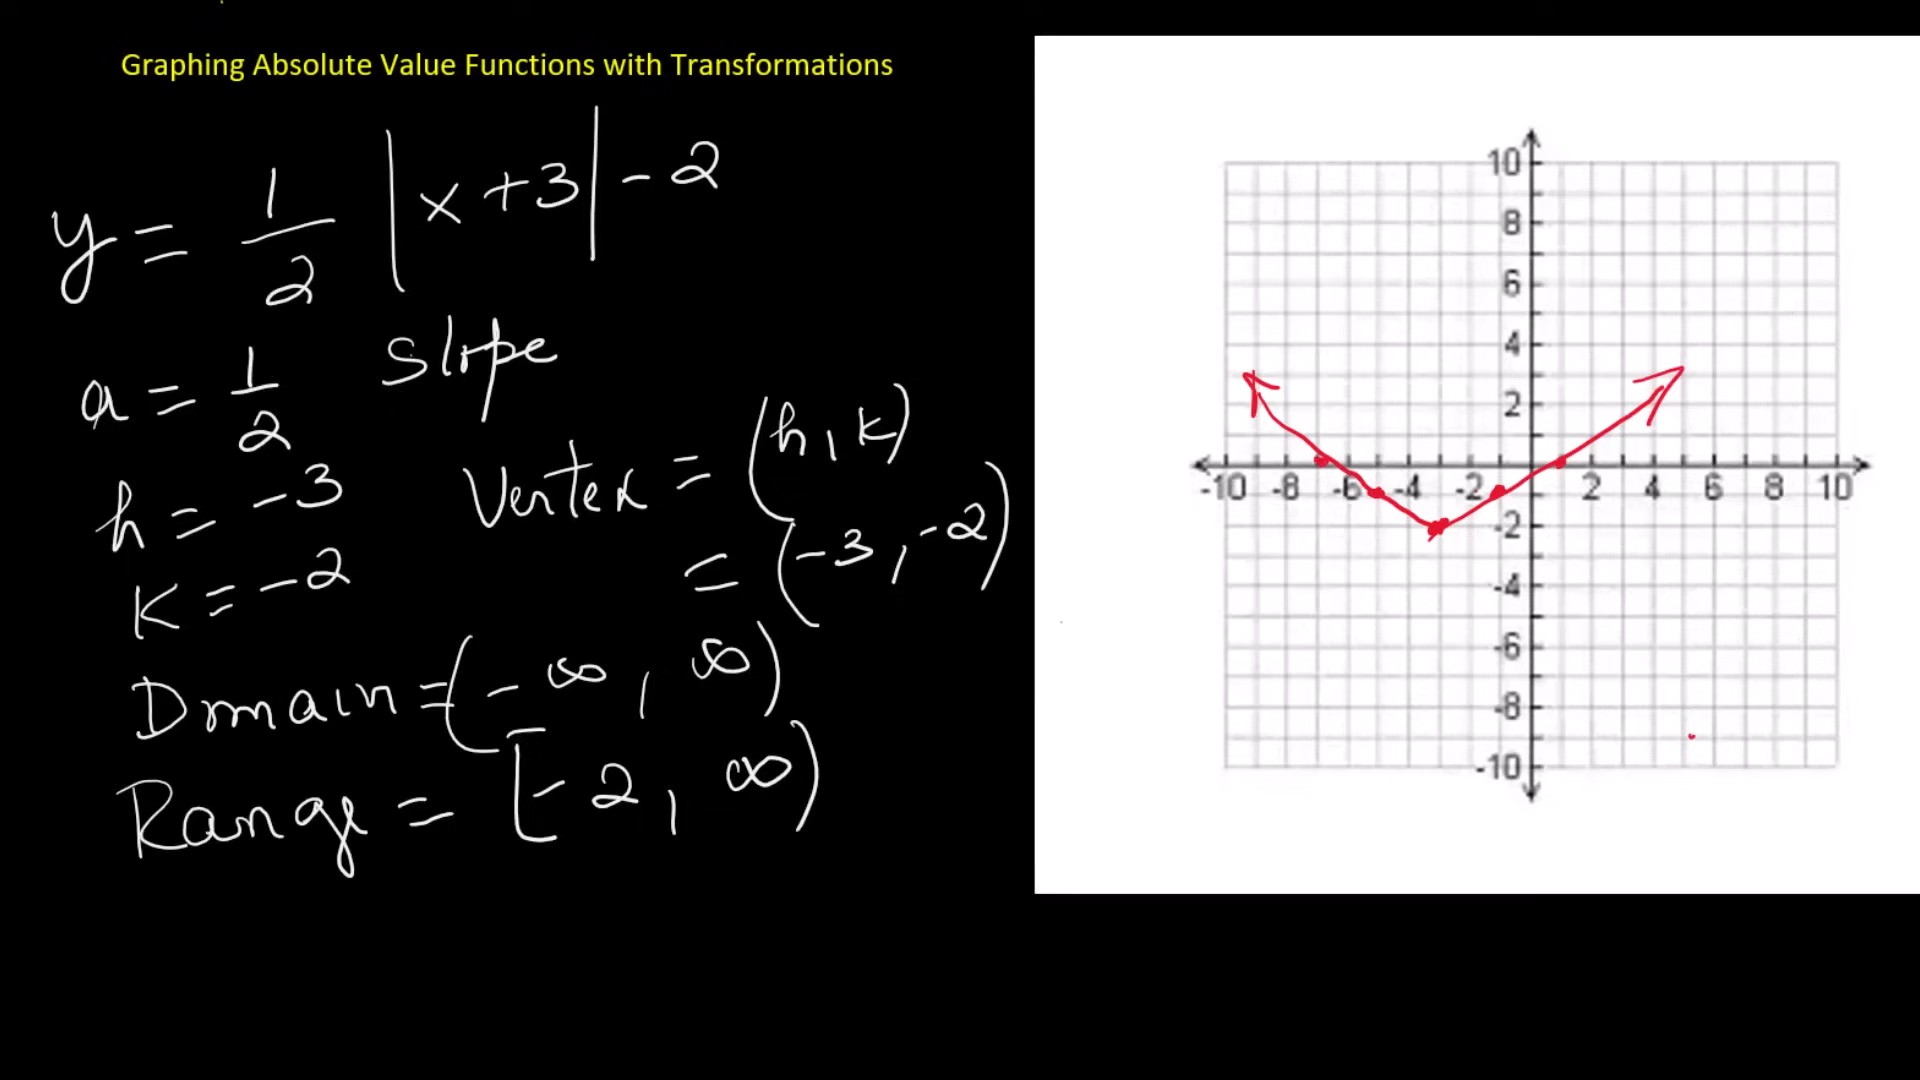 Graphing Absolute Value Functions with Transformations
y = 1/2 |x+3| - 2
a = 1/2 slope
h = -3 Vertex = (h, k)
K = -2 = (-3, -2)
Domain = (-∞, ∞)
Range = [-2, ∞)
10
8
6
4
2
-10 -8 -6 -4 -2 2 4 6 8 10
-2
-4
-6
-8
-10